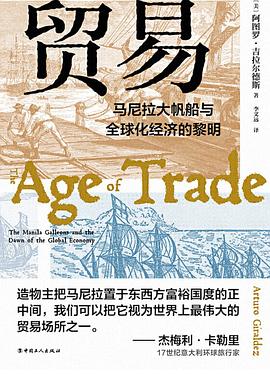 贸易
[美] 阿图罗·吉拉尔德斯 著
李文远 译
马尼拉大帆船与
全球化经济的黎明
The
Age of Trade
The Manila Galleons and the
Dawn of the Global Economy
Arturo Giraldez
造物主把马尼拉置于东西方富裕国度的正
中间,我们可以把它视为世界上最伟大的
贸易场所之一。
—— 杰梅利·卡勒里
17世纪意大利环球旅行家
中国工人出版社